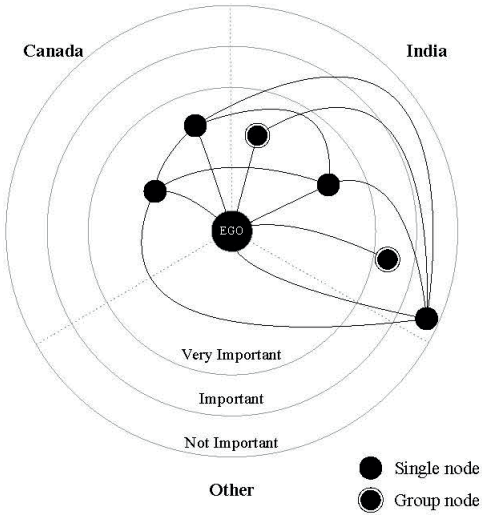 Canada
India
EGO
Very Important
Important
Not Important
Other
Single node
Group node